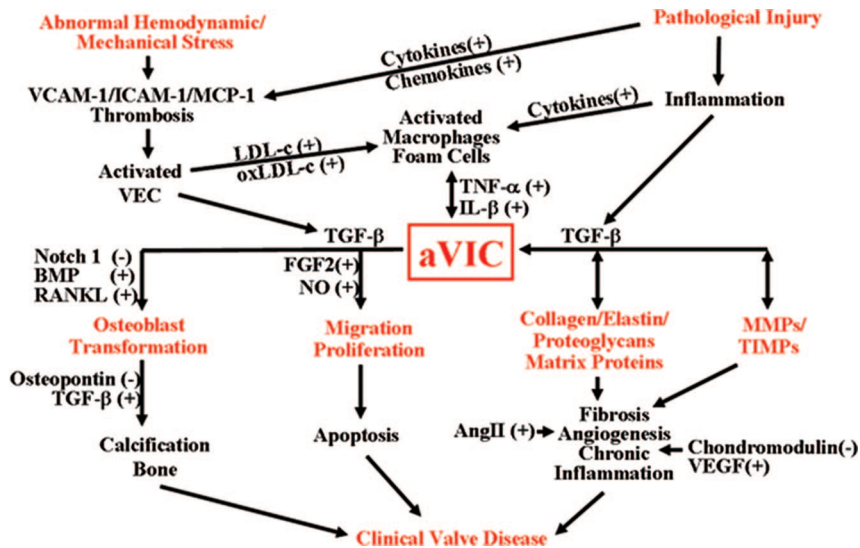 Abnormal Hemodynamic/
Mechanical Stress
Pathological Injury
Cytokines(+)
Chemokines (+)
VCAM-1/ICAM-1/MCP-1
Thrombosis
Activated
Macrophages
Foam Cells
Cytokines(+)
Inflammation
LDL-c (+)
oxLDL-c (+)
Activated
VEC
TNF-α (+)
IL-β (+)
TGF-β
aVIC
TGF-β
Notch 1 (-)
BMP (+)
RANKL (+)
FGF2(+)
NO (+)
Osteoblast
Transformation
Migration
Proliferation
Collagen/Elastin/
Proteoglycans
Matrix Proteins
MMPs/
TIMPs
Osteopontin (-)
TGF-β (+)
Calcification
Bone
Apoptosis
AngII (+)
Fibrosis
Angiogenesis
Chronic
Inflammation
Chondromodulin(-)
VEGF(+)
Clinical Valve Disease